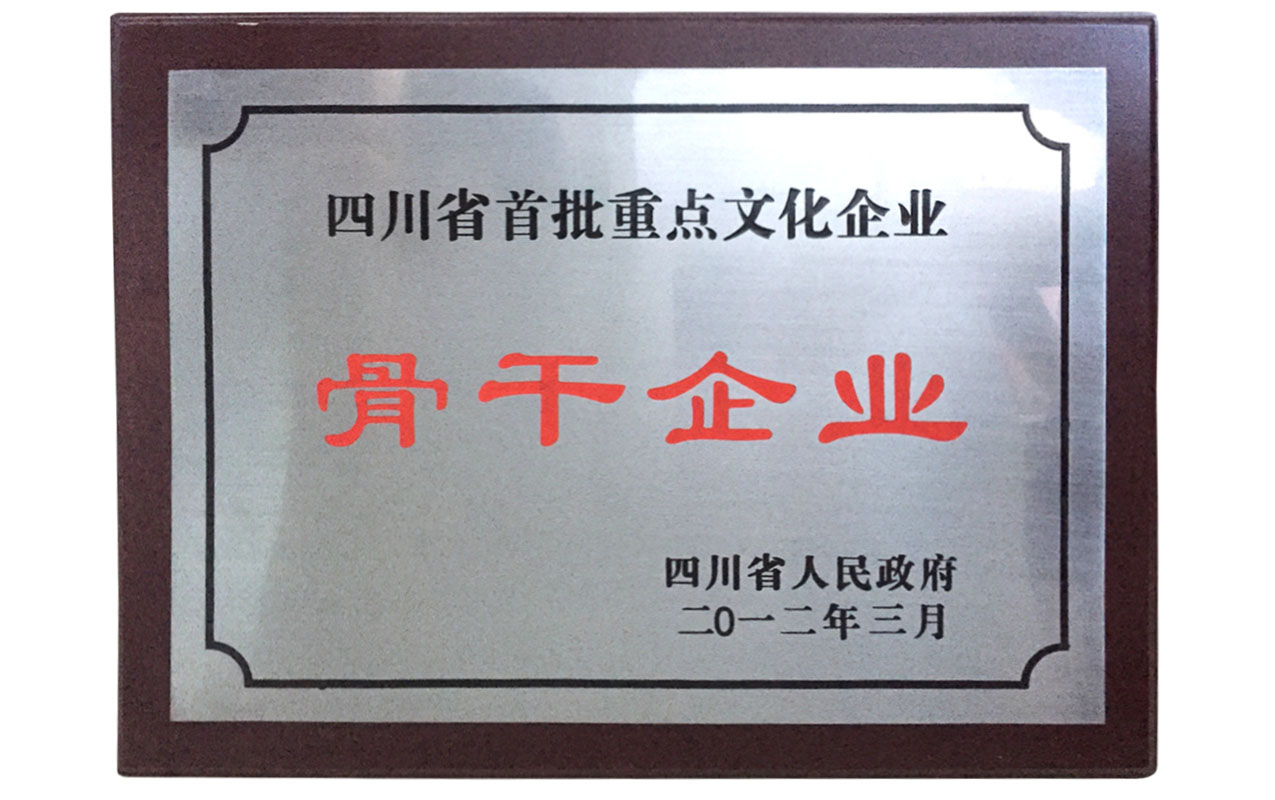 四川省首批重点文化企业
骨干企业
四川省人民政府
二0一二年三月